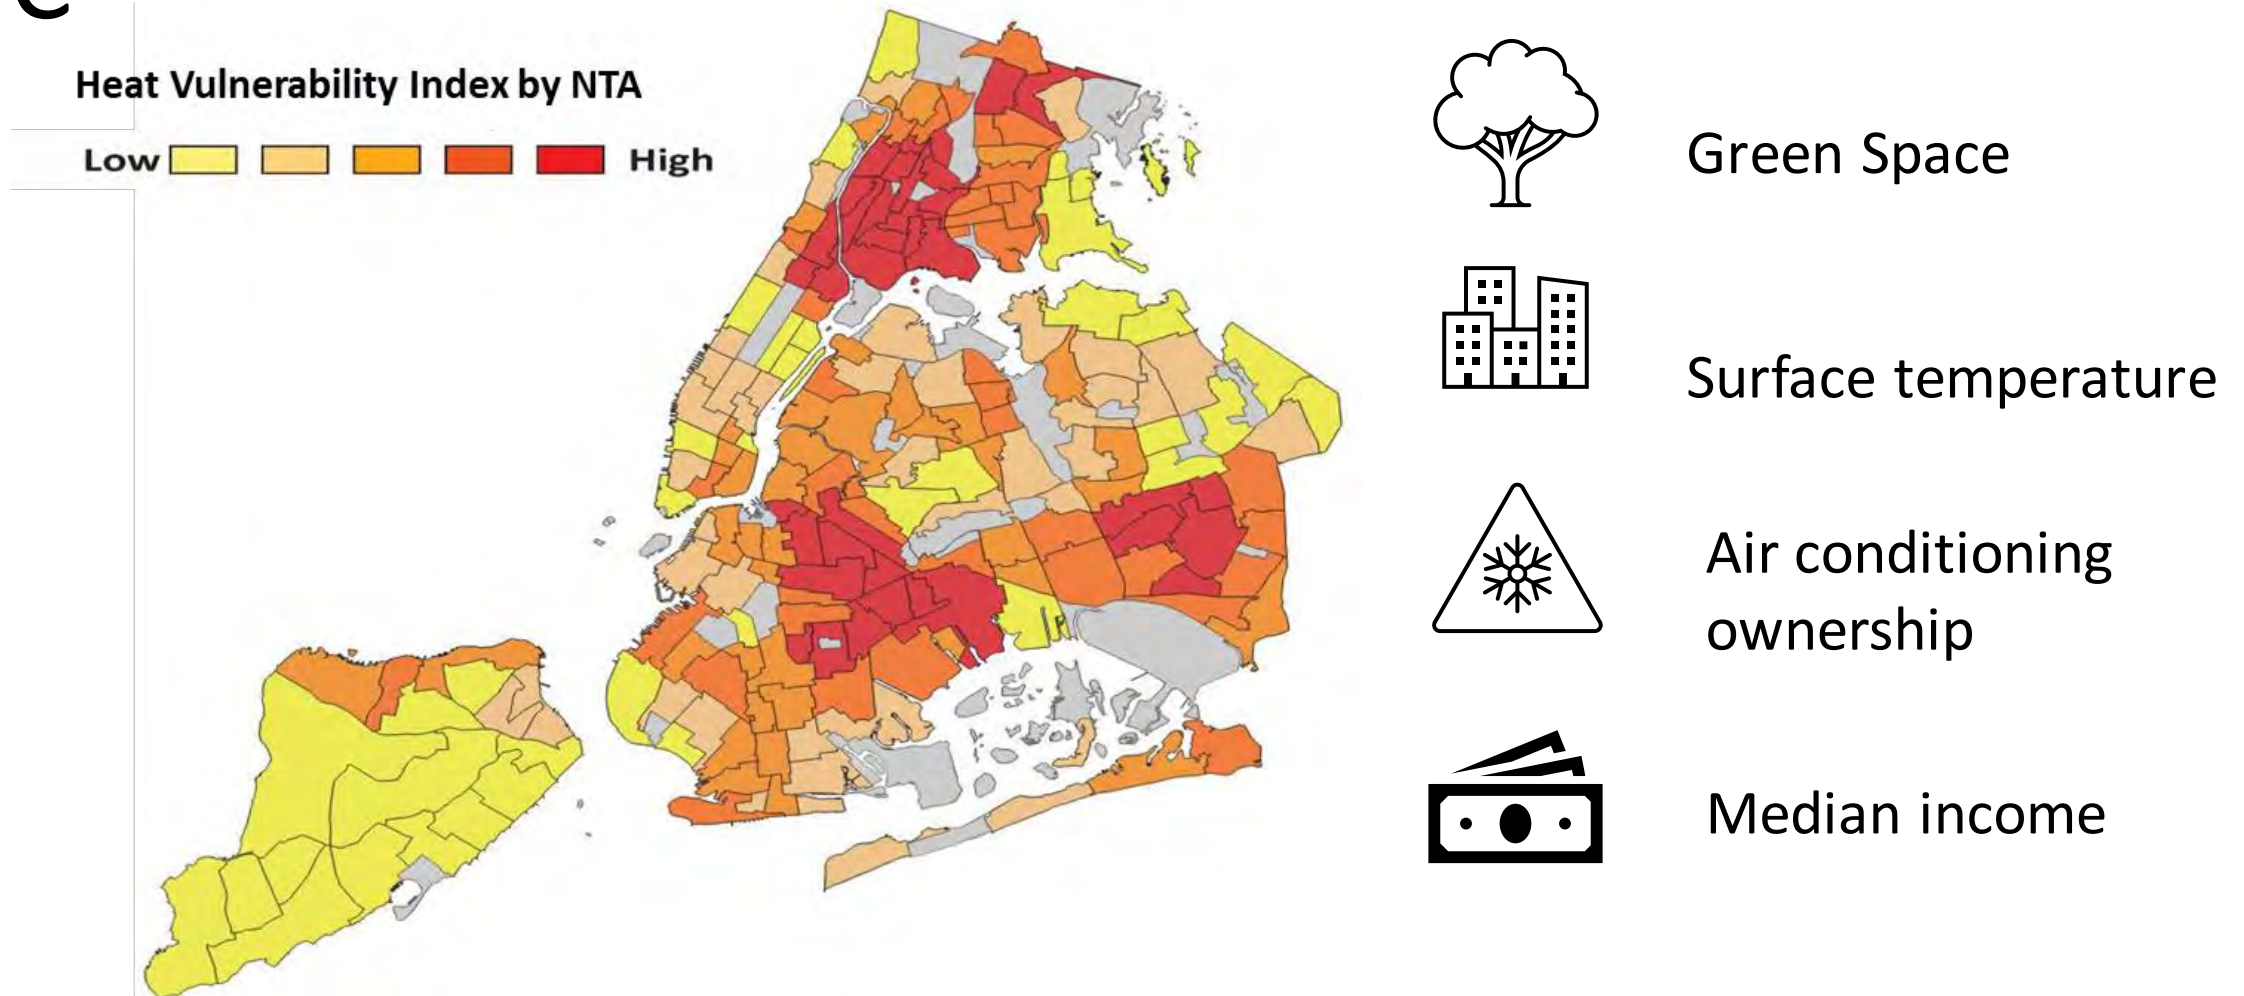 Heat Vulnerability Index by NTA
Low High
Green Space
Surface temperature
Air conditioning
ownership
Median income